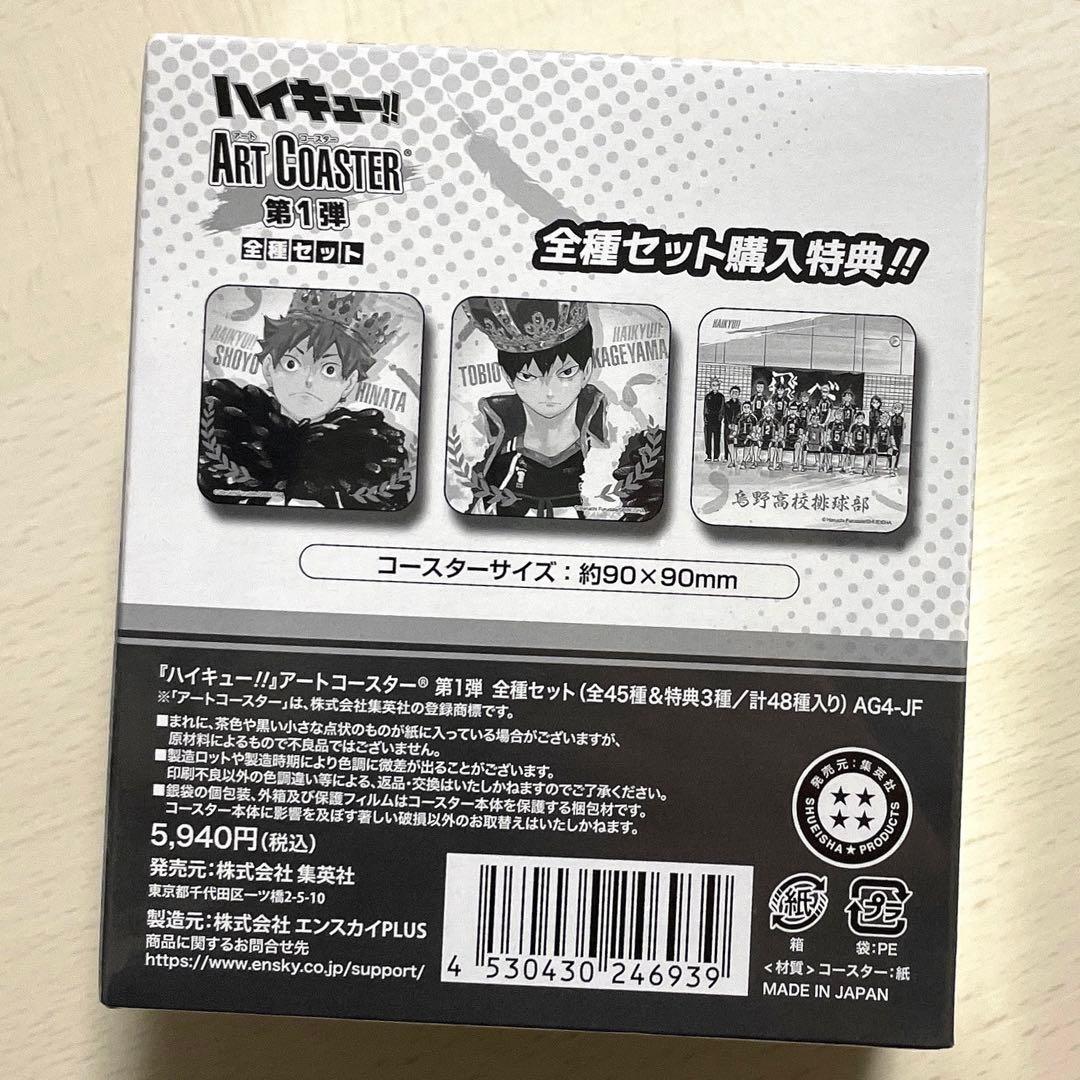 ハイキュー!!
アート コースター
ART COASTER®
第1弾
全種セット
全種セット購入特典!!
HAIKYU!!
SHOYO
HINATA
HAIKYU!!
TOBIO
KAGEYAMA
HAIKYU!!
飛べ
烏野高校排球部
コースターサイズ：約90×90mm
『ハイキュー!!』アートコースター® 第1弾 全種セット（全45種&特典3種／計48種入り）AG4-JF
※「アートコースター」は、株式会社集英社の登録商標です。
■まれに、茶色や黒い小さな点状のものが紙に入っている場合がございますが、
原材料によるもので不良品ではございません。
■製造ロットや製造時期により色調に微差が出ることがございます。
印刷不良以外の色調違い等による、返品・交換はいたしかねますのでご了承ください。
■銀袋の個包装、外箱及び保護フィルムはコースター本体を保護する梱包材です。
コースター本体に影響を及ぼす著しい破損以外のお取替えはいたしかねます。
5,940円（税込）
発売元：株式会社 集英社
東京都千代田区一ツ橋2-5-10
製造元：株式会社 エンスカイPLUS
商品に関するお問合せ先
https://www.ensky.co.jp/support/
4 530430 246939
発売元：集英社
SHUEISHA★PRODUCTS
紙
箱
プラ
袋：PE
＜材質＞コースター：紙
MADE IN JAPAN